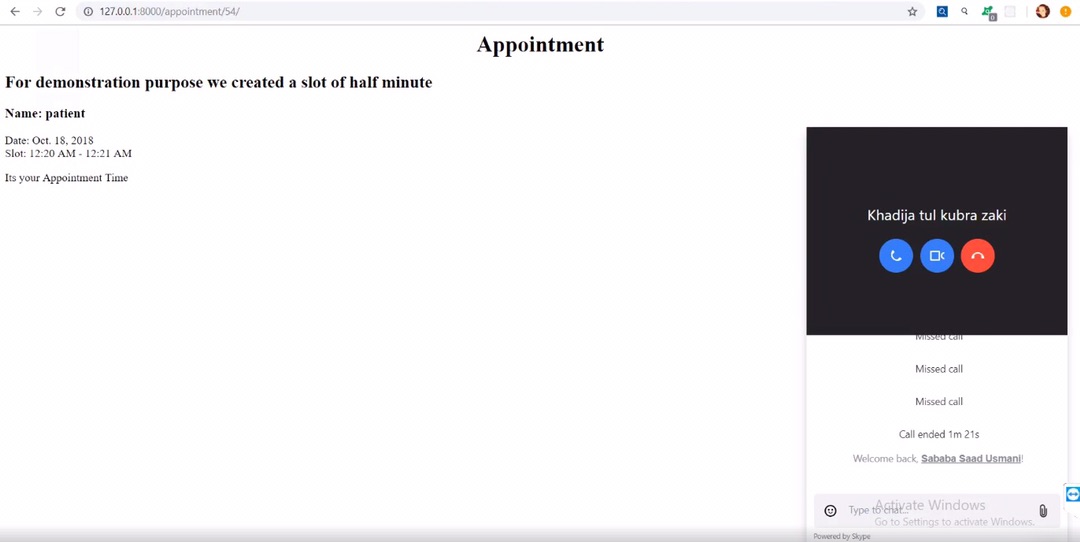 127.0.0.1:8000/appointment/54/
Appointment
For demonstration purpose we created a slot of half minute
Name: patient
Date: Oct. 18, 2018
Slot: 12:20 AM - 12:21 AM
Its your Appointment Time
Khadija tul kubra zaki
Missed call
Missed call
Missed call
Call ended 1m 21s
Welcome back, Sababa Saad Usmani!
Type to chat...
Activate Windows
Go to Settings to activate Windows.
Powered by Skype